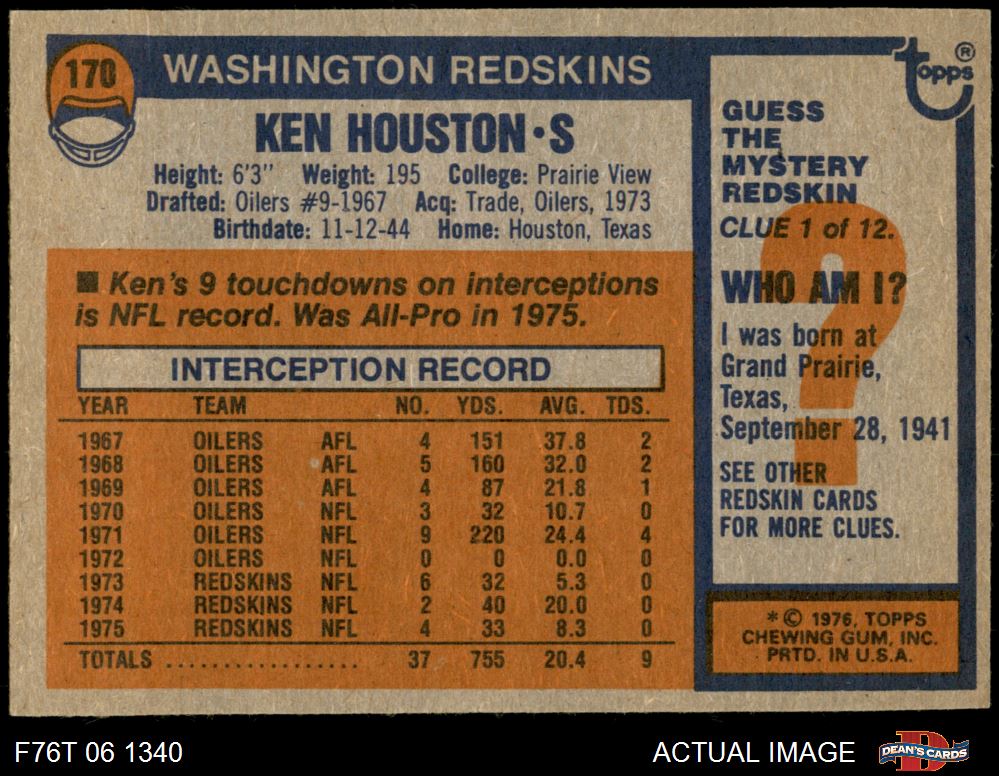 170
WASHINGTON REDSKINS
KEN HOUSTON • S
Height: 6'3" Weight: 195 College: Prairie View
Drafted: Oilers #9-1967 Acq: Trade, Oilers, 1973
Birthdate: 11-12-44 Home: Houston, Texas
■ Ken's 9 touchdowns on interceptions
is NFL record. Was All-Pro in 1975.
INTERCEPTION RECORD
YEAR TEAM NO. YDS. AVG. TDS.
1967 OILERS AFL 4 151 37.8 2
1968 OILERS AFL 5 160 32.0 2
1969 OILERS AFL 4 87 21.8 1
1970 OILERS NFL 3 32 10.7 0
1971 OILERS NFL 9 220 24.4 4
1972 OILERS NFL 0 0 0.0 0
1973 REDSKINS NFL 6 32 5.3 0
1974 REDSKINS NFL 2 40 20.0 0
1975 REDSKINS NFL 4 33 8.3 0
TOTALS ................. 37 755 20.4 9
topps ®
GUESS
THE
MYSTERY
REDSKIN
CLUE 1 of 12.
?
WHO AM I?
I was born at
Grand Prairie,
Texas,
September 28, 1941
SEE OTHER
REDSKIN CARDS
FOR MORE CLUES.
* © 1976, TOPPS
CHEWING GUM, INC.
PRTD. IN U.S.A.
F76T 06 1340
ACTUAL IMAGE
D
DEAN'S CARDS